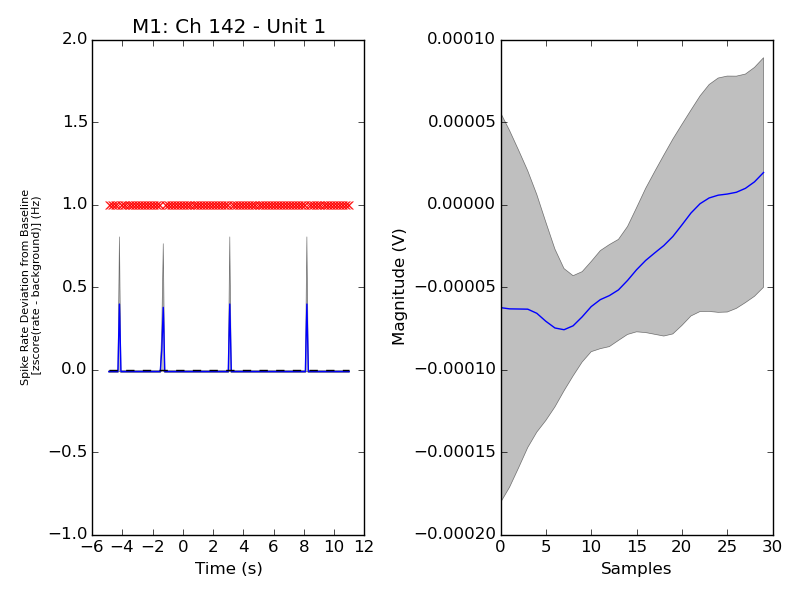 M1: Ch 142 - Unit 1
2.0
1.5
1.0
0.5
0.0
−0.5
−1.0
−6 −4 −2 0 2 4 6 8 10 12
Time (s)
Spike Rate Deviation from Baseline
[zscore(rate - background)] (Hz)
0.00010
0.00005
0.00000
−0.00005
−0.00010
−0.00015
−0.00020
0 5 10 15 20 25 30
Samples
Magnitude (V)